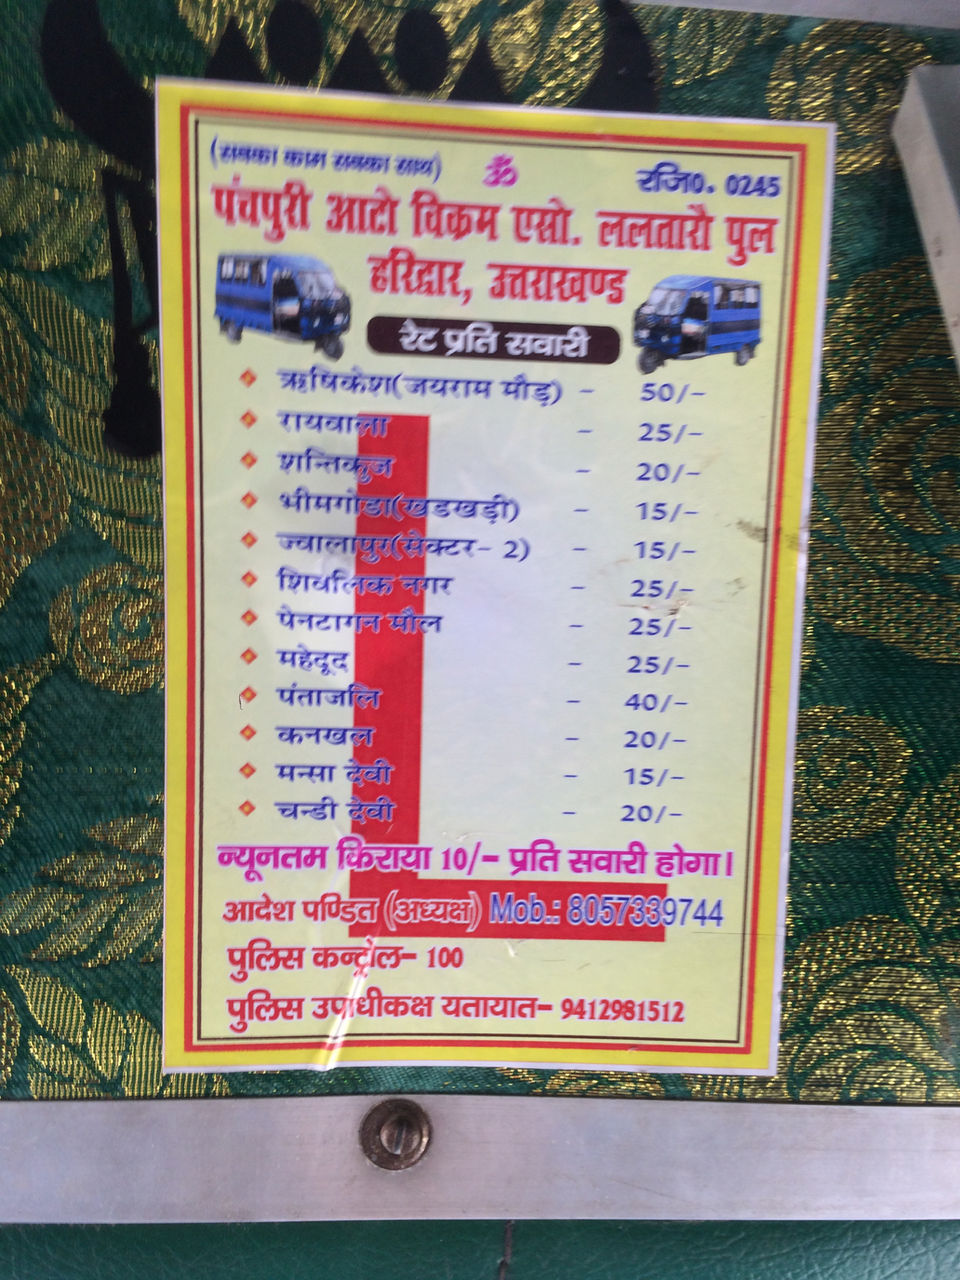 (सबका काम सबका साथ)
ॐ
रजि0. 0245
पंचपुरी आटो विक्रम एसो. ललतारौ पुल
हरिद्वार, उत्तराखण्ड
रेट प्रति सवारी
ऋषिकेश(जयराम मौड़) - 50/-
रायवाला - 25/-
शन्तिकुज - 20/-
भीमगोडा(खडखड़ी) - 15/-
ज्वालापुर(सेक्टर- 2) - 15/-
शिवलिक नगर - 25/-
पेनटागन मौल - 25/-
महेदूद - 25/-
पंताजलि - 40/-
कनखल - 20/-
मन्सा देवी - 15/-
चन्डी देवी - 20/-
न्यूनतम किराया 10/- प्रति सवारी होगा।
आदेश पण्डित (अध्यक्ष) Mob.: 8057339744
पुलिस कन्ट्रोल- 100
पुलिस उपाधीकक्ष यतायात- 9412981512